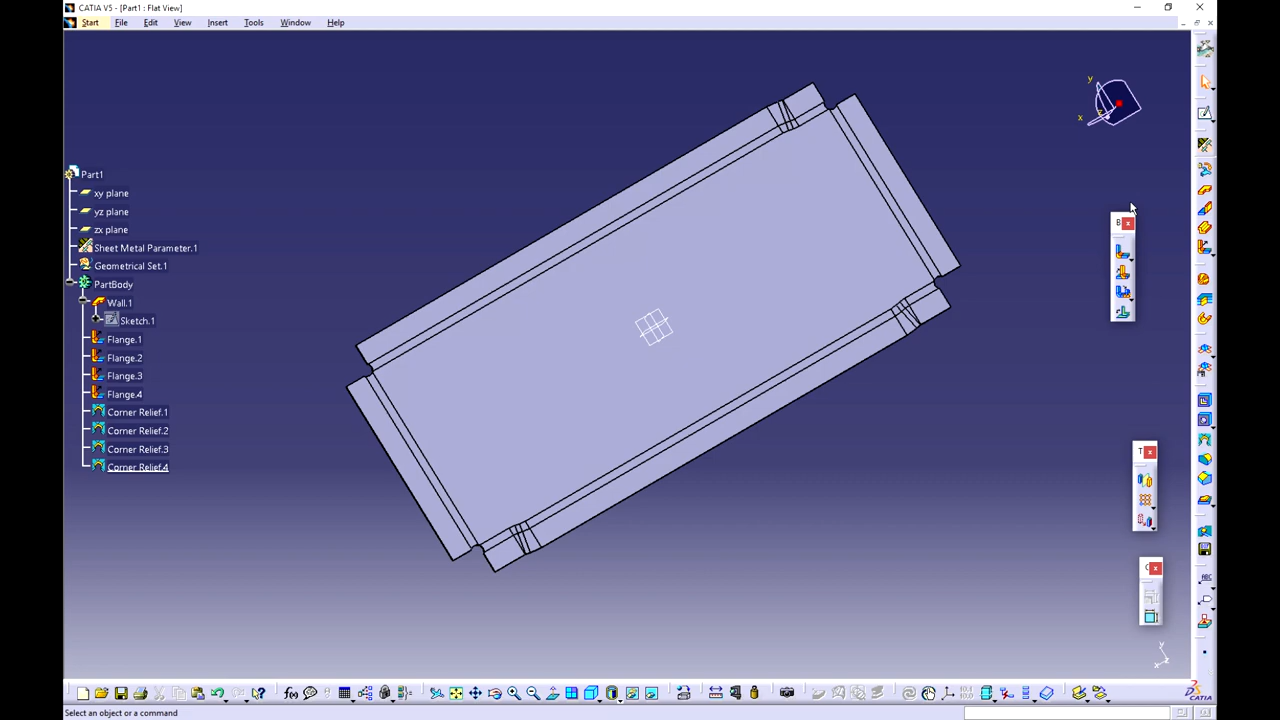 CATIA V5 - [Part1 : Flat View]
Start File Edit View Insert Tools Window Help
y
x
z
Part1
xy plane
yz plane
zx plane
Sheet Metal Parameter.1
Geometrical Set.1
PartBody
Wall.1
Sketch.1
Flange.1
Flange.2
Flange.3
Flange.4
Corner Relief.1
Corner Relief.2
Corner Relief.3
Corner Relief.4
B x
T x
C x
ABC
f(x)
CATIA
Select an object or a command